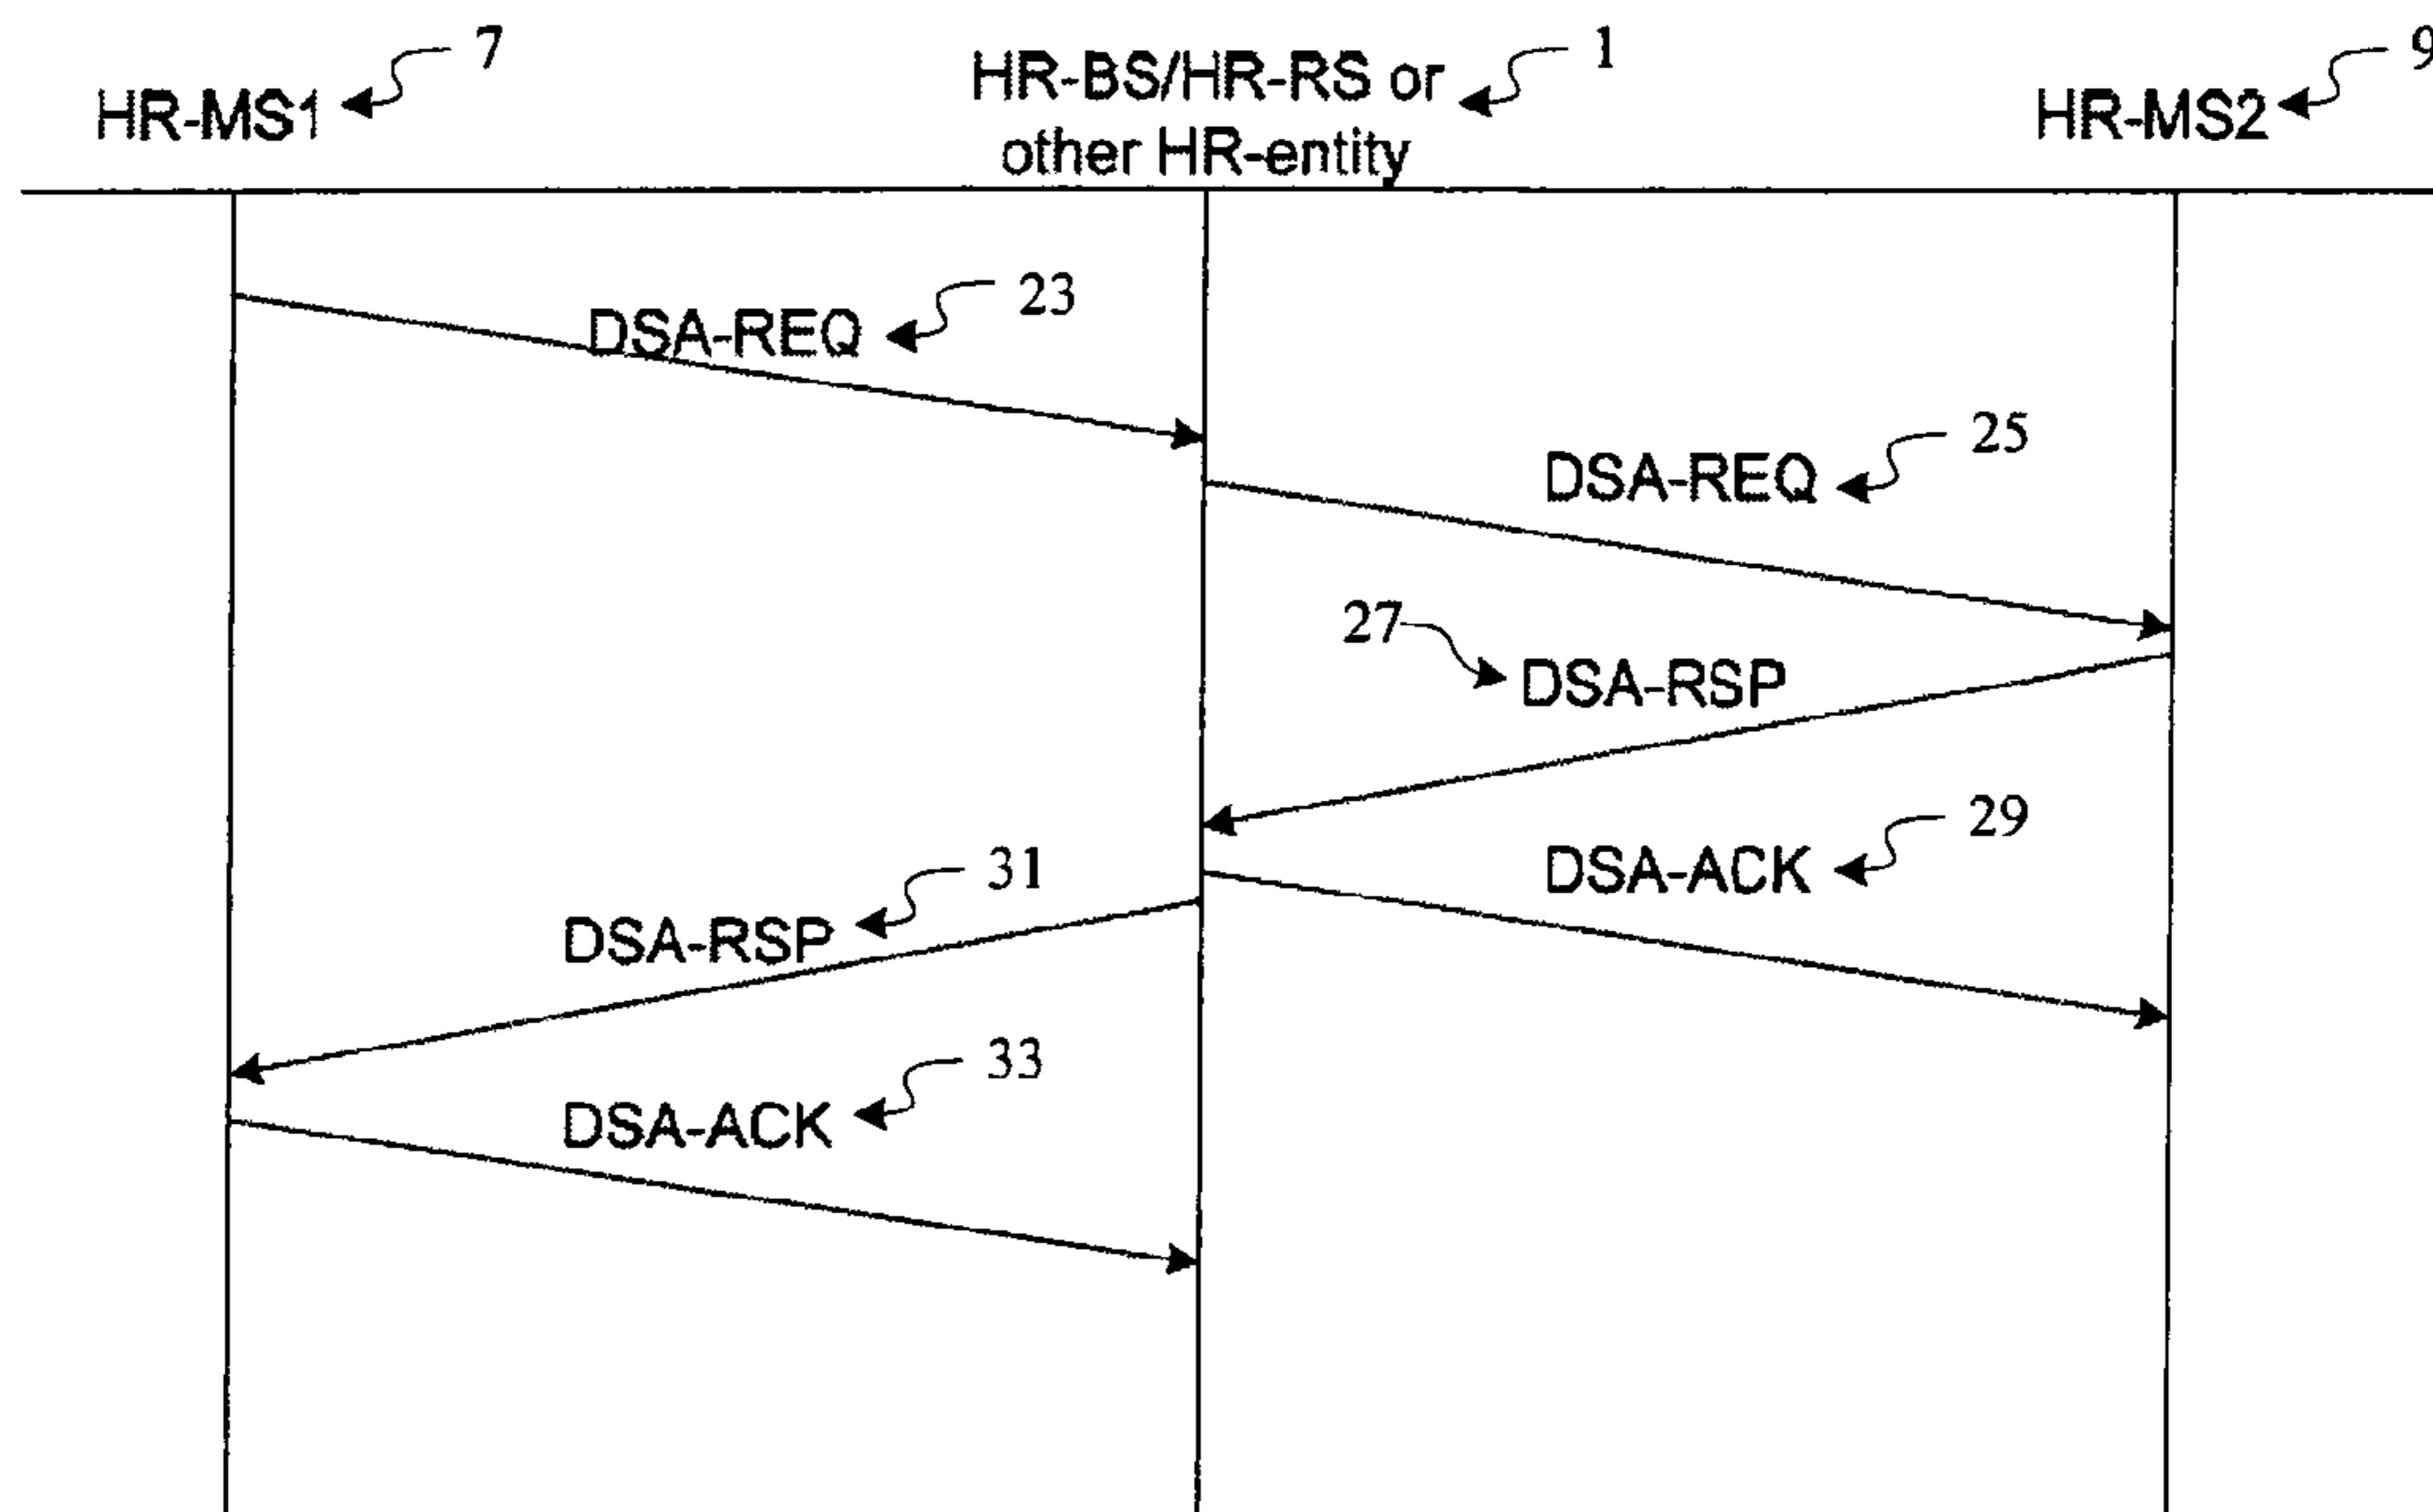 7
1
9
HR-MS1
HR-BS/HR-RS or
other HR-entity
HR-MS2
23
DSA-REQ
25
DSA-REQ
27
DSA-RSP
29
DSA-ACK
31
DSA-RSP
33
DSA-ACK